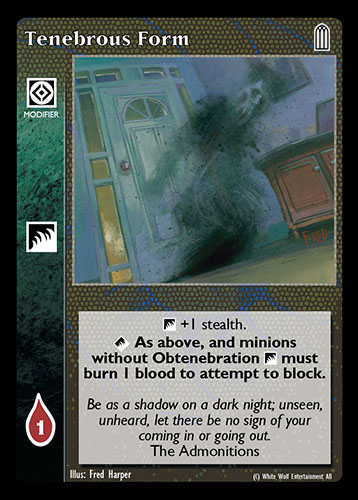 Tenebrous Form
MODIFIER
+1 stealth.
As above, and minions
without Obtenebration must
burn 1 blood to attempt to block.
Be as a shadow on a dark night; unseen,
unheard, let there be no sign of your
coming in or going out.
The Admonitions
1
Illus: Fred Harper
(C) White Wolf Entertainment AB